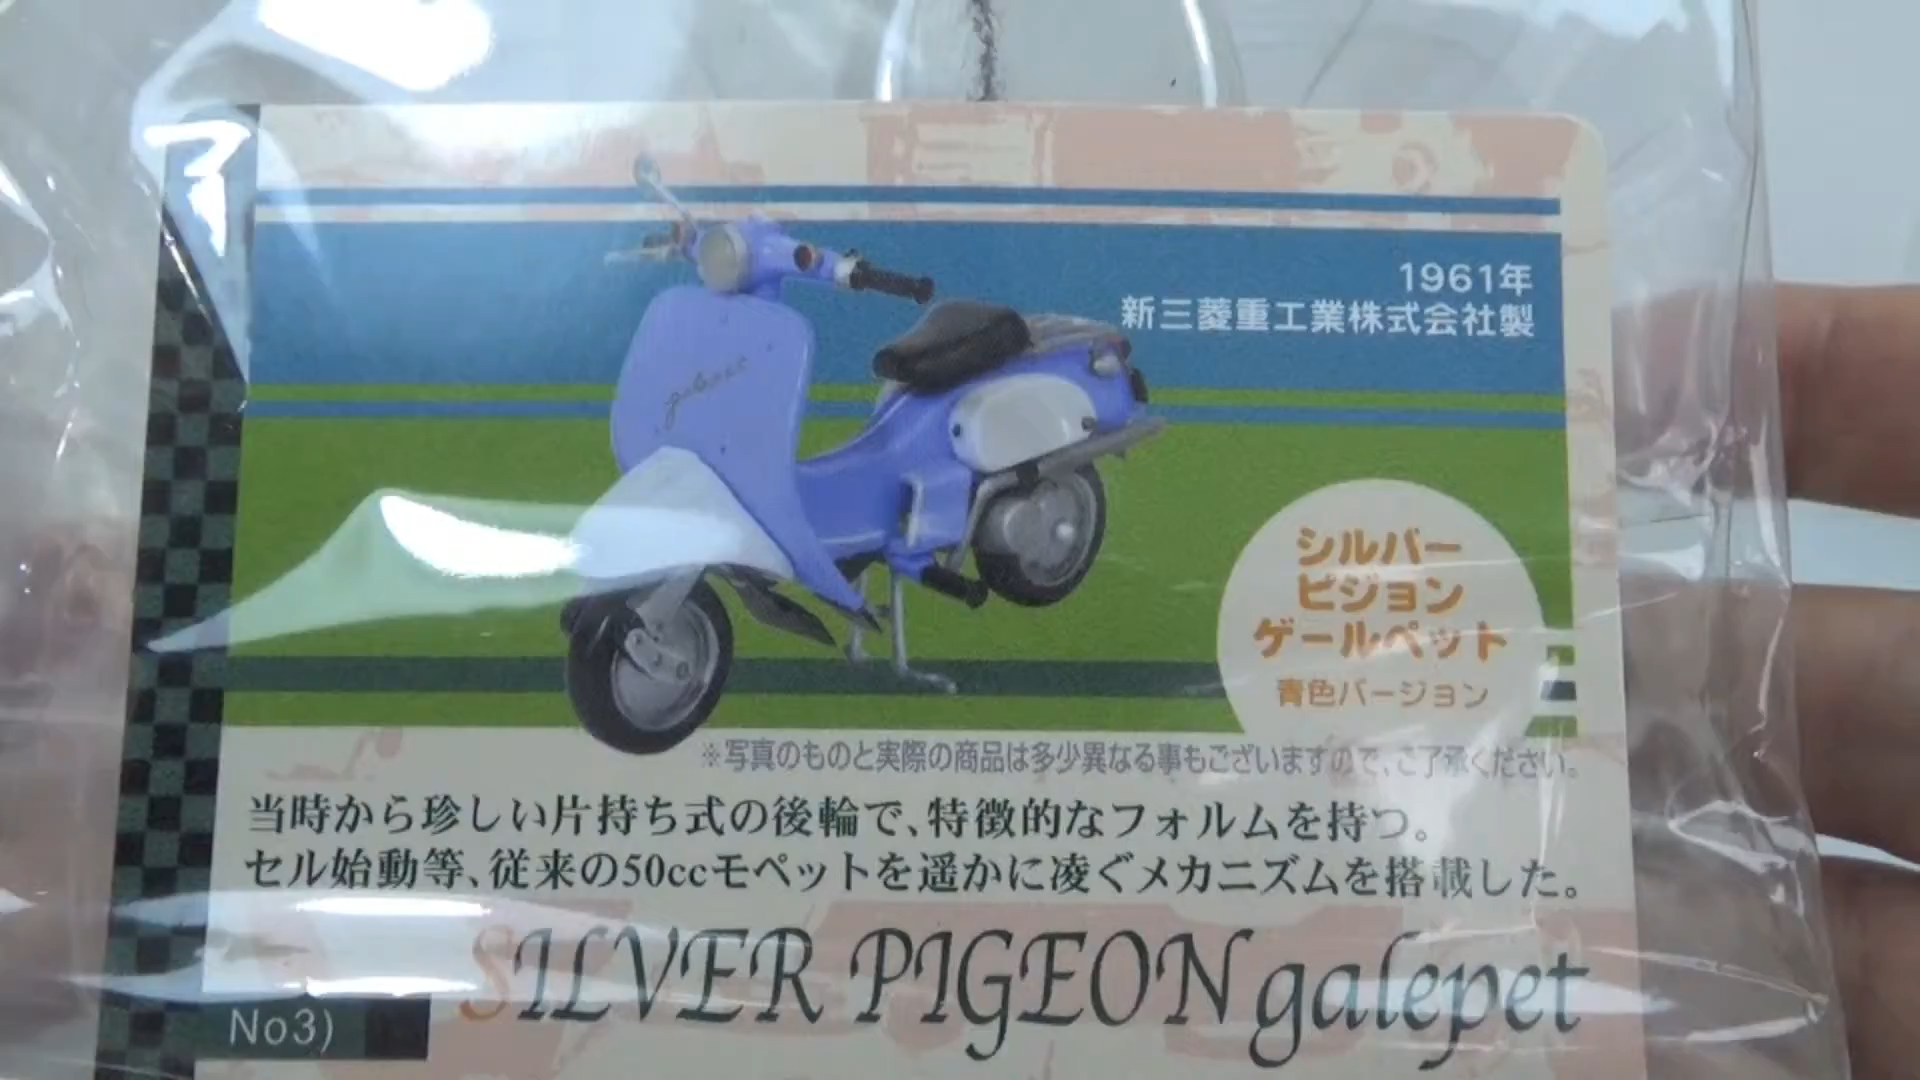 1961年
新三菱重工業株式会社製
シルバー
ピジョン
ゲールペット
青色バージョン
※写真のものと実際の商品は多少異なる事もございますので、ご了承ください。
当時から珍しい片持ち式の後輪で、特徴的なフォルムを持つ。
セル始動等、従来の50ccモペットを遥かに凌ぐメカニズムを搭載した。
SILVER PIGEON galepet
No3)